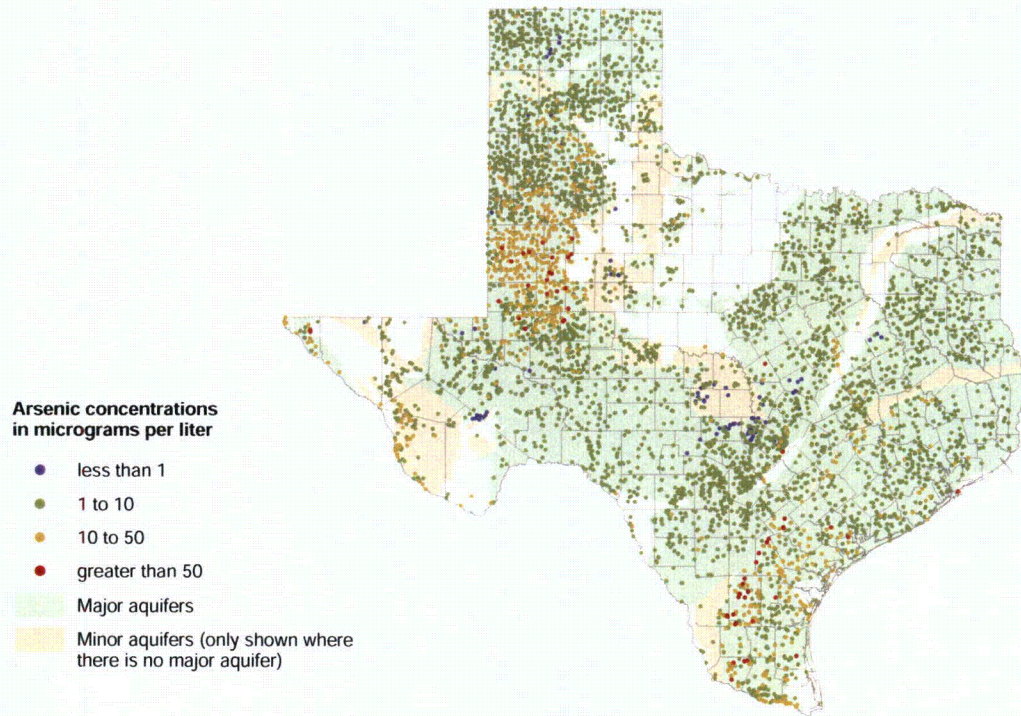 Arsenic concentrations
in micrograms per liter
less than 1
1 to 10
10 to 50
greater than 50
Major aquifers
Minor aquifers (only shown where
there is no major aquifer)